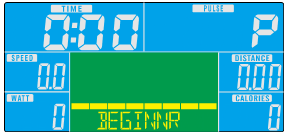 TIME PULSE
0:00 P
SPEED DISTANCE
0.0 0.00
WATT CALORIES
0 0
BEGINNR